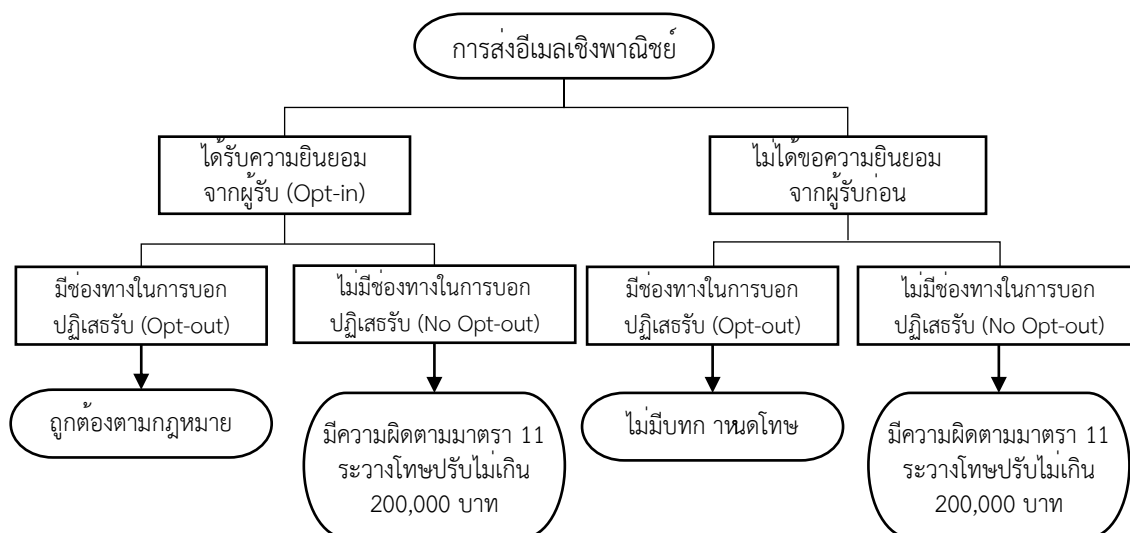 การส่งอีเมลเชิงพาณิชย์
ได้รับความยินยอม
จากผู้รับ (Opt-in)
ไม่ได้ขอความยินยอม
จากผู้รับก่อน
มีช่องทางในการบอก
ปฏิเสธรับ (Opt-out)
ไม่มีช่องทางในการบอก
ปฏิเสธรับ (No Opt-out)
มีช่องทางในการบอก
ปฏิเสธรับ (Opt-out)
ไม่มีช่องทางในการบอก
ปฏิเสธรับ (No Opt-out)
ถูกต้องตามกฎหมาย
มีความผิดตามมาตรา 11
ระวางโทษปรับไม่เกิน
200,000 บาท
ไม่มีบทก าหนดโทษ
มีความผิดตามมาตรา 11
ระวางโทษปรับไม่เกิน
200,000 บาท